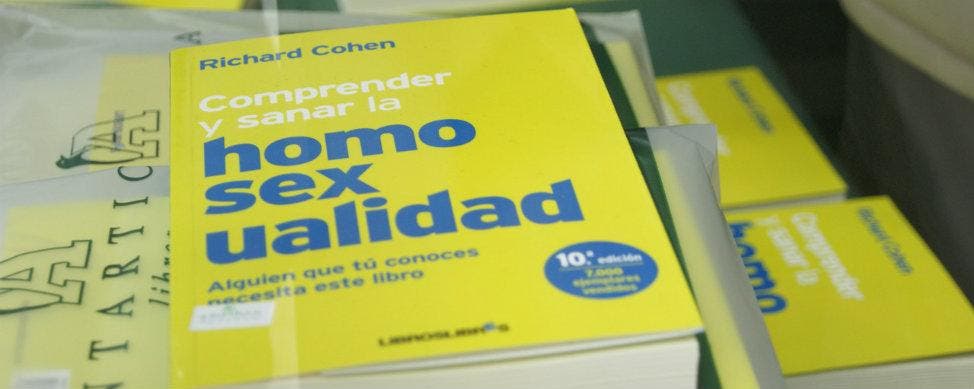 Richard Cohen
Comprender
y sanar la
homo
sex
ualidad
Alguien que tú conoces
necesita este libro
10.ª edición
7.000
ejemplares
vendidos
LIBROSLIBRES
Richard Cohen
Comprender
y sanar la
homo